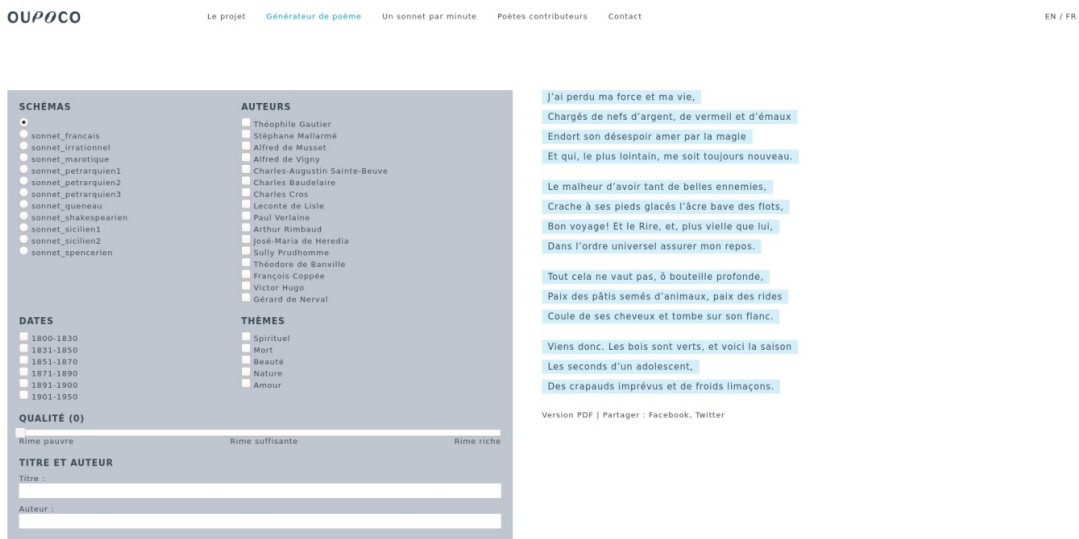 OUPOCO
Le projet
Générateur de poème
Un sonnet par minute
Poètes contributeurs
Contact
EN / FR
SCHÉMAS
sonnet_francais
sonnet_irrationnel
sonnet_marotique
sonnet_petrarquien1
sonnet_petrarquien2
sonnet_petrarquien3
sonnet_queneau
sonnet_shakespearien
sonnet_sicilien1
sonnet_sicilien2
sonnet_spencerien
AUTEURS
Théophile Gautier
Stéphane Mallarmé
Alfred de Musset
Alfred de Vigny
Charles-Augustin Sainte-Beuve
Charles Baudelaire
Charles Cros
Leconte de Lisle
Paul Verlaine
Arthur Rimbaud
José-Maria de Heredia
Sully Prudhomme
Théodore de Banville
François Coppée
Victor Hugo
Gérard de Nerval
DATES
1800-1830
1831-1850
1851-1870
1871-1890
1891-1900
1901-1950
THÈMES
Spirituel
Mort
Beauté
Nature
Amour
QUALITÉ (0)
Rime pauvre
Rime suffisante
Rime riche
TITRE ET AUTEUR
Titre :
Auteur :
J’ai perdu ma force et ma vie,
Chargés de nefs d’argent, de vermeil et d’émaux
Endort son désespoir amer par la magie
Et qui, le plus lointain, me soit toujours nouveau.
Le malheur d’avoir tant de belles ennemies,
Crache à ses pieds glacés l’âcre bave des flots,
Bon voyage! Et le Rire, et, plus vielle que lui,
Dans l’ordre universel assurer mon repos.
Tout cela ne vaut pas, ô bouteille profonde,
Paix des pâtis semés d’animaux, paix des rides
Coule de ses cheveux et tombe sur son flanc.
Viens donc. Les bois sont verts, et voici la saison
Les seconds d’un adolescent,
Des crapauds imprévus et de froids limaçons.
Version PDF | Partager : Facebook, Twitter